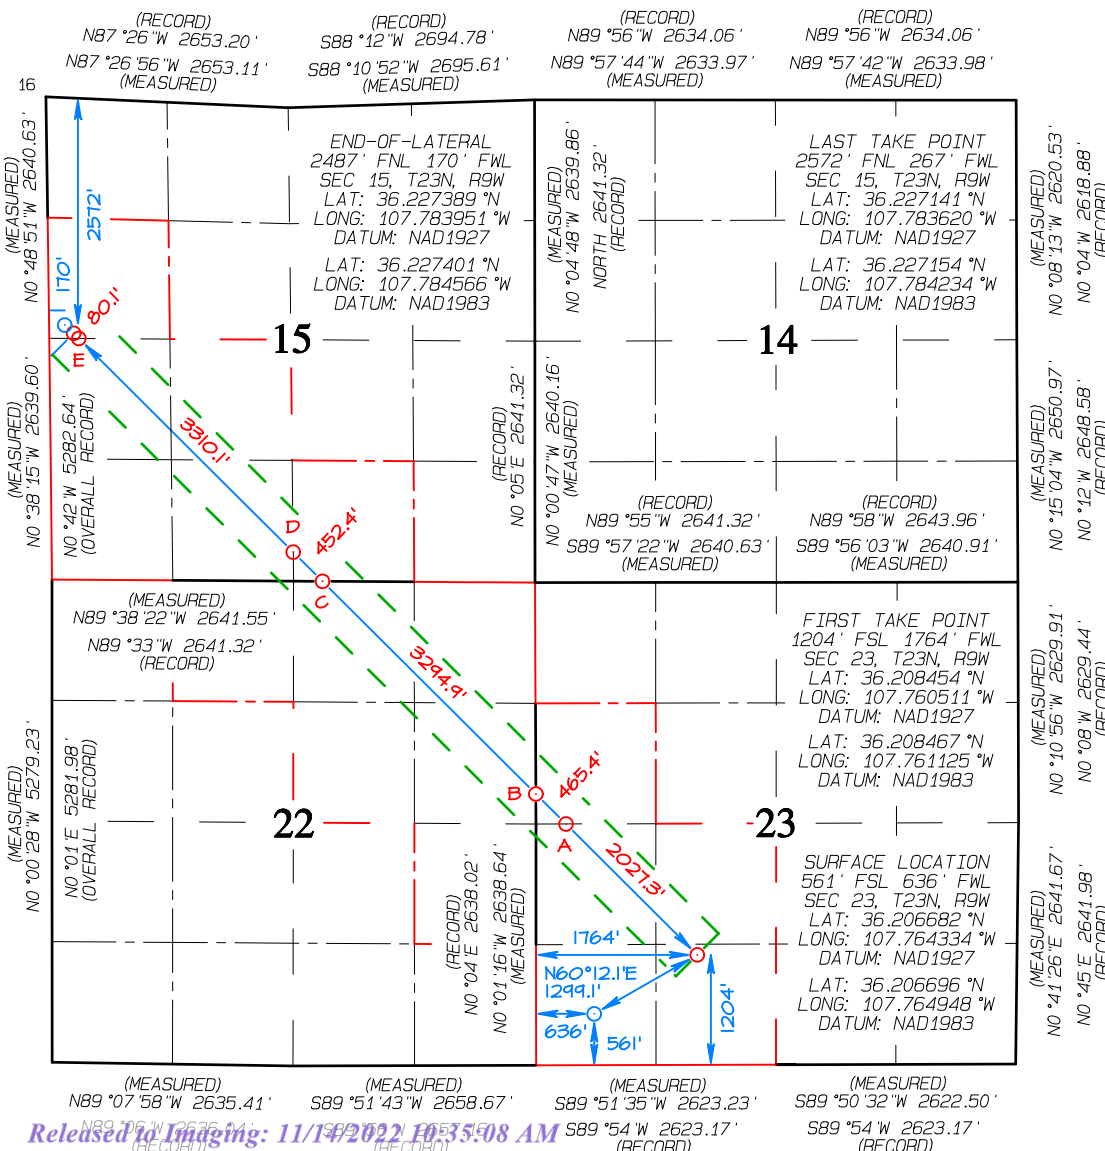 (RECORD)
N87°26"W 2653.20'
N87°26'56"W 2653.11'
(MEASURED)
(RECORD)
S88°12"W 2694.78'
S88°10'52"W 2695.61'
(MEASURED)
(RECORD)
N89°56"W 2634.06'
N89°57'44"W 2633.97'
(MEASURED)
(RECORD)
N89°56"W 2634.06'
N89°57'42"W 2633.98'
(MEASURED)
16
(MEASURED)
N0°48'51"W 2640.63'
2572'
170'
80.1'
E
END-OF-LATERAL
2487' FNL 170' FWL
SEC 15, T23N, R9W
LAT: 36.227389 °N
LONG: 107.783951 °W
DATUM: NAD1927
LAT: 36.227401 °N
LONG: 107.784566 °W
DATUM: NAD1983
15
(MEASURED)
N0°04'48"W 2639.86'
NORTH 2641.32'
(RECORD)
LAST TAKE POINT
2572' FNL 267' FWL
SEC 15, T23N, R9W
LAT: 36.227141 °N
LONG: 107.783620 °W
DATUM: NAD1927
LAT: 36.227154 °N
LONG: 107.784234 °W
DATUM: NAD1983
14
(MEASURED)
N0°08'13"W 2620.53'
N0°04"W 2618.88'
(RECORD)
(MEASURED)
N0°38'15"W 2639.60'
N0°42"W 5282.64'
(OVERALL RECORD)
3310.1'
D
452.4'
C
(RECORD)
N0°05"E 2641.32'
N0°00'47"W 2640.16'
(MEASURED)
(RECORD)
N89°55"W 2641.32'
S89°57'22"W 2640.63'
(MEASURED)
(RECORD)
N89°58"W 2643.96'
S89°56'03"W 2640.91'
(MEASURED)
(MEASURED)
N0°15'04"W 2650.97'
N0°12"W 2648.58'
(RECORD)
(MEASURED)
N89°38'22"W 2641.55'
N89°33"W 2641.32'
(RECORD)
3294.9'
FIRST TAKE POINT
1204' FSL 1764' FWL
SEC 23, T23N, R9W
LAT: 36.208454 °N
LONG: 107.760511 °W
DATUM: NAD1927
LAT: 36.208467 °N
LONG: 107.761125 °W
DATUM: NAD1983
(MEASURED)
N0°10'56"W 2629.91'
N0°08"W 2629.44'
(RECORD)
(MEASURED)
N0°00'28"W 5279.23'
N0°01"E 5281.98'
(OVERALL RECORD)
22
B
465.4'
A
2027.3'
23
(RECORD)
N0°04"E 2638.02'
N0°01'16"W 2638.64'
(MEASURED)
1764'
N60°12.1'E
1299.1'
636'
561'
1204'
SURFACE LOCATION
561' FSL 636' FWL
SEC 23, T23N, R9W
LAT: 36.206682 °N
LONG: 107.764334 °W
DATUM: NAD1927
LAT: 36.206696 °N
LONG: 107.764948 °W
DATUM: NAD1983
(MEASURED)
N0°41'26"E 2641.67'
N0°45"E 2641.98'
(RECORD)
(MEASURED)
N89°07'58"W 2635.41'
(RECORD)
(MEASURED)
S89°51'43"W 2658.67'
(RECORD)
(MEASURED)
S89°51'35"W 2623.23'
S89°54"W 2623.17'
(RECORD)
(MEASURED)
S89°50'32"W 2622.50'
S89°54"W 2623.17'
(RECORD)
Released to Imaging: 11/14/2022 10:35:08 AM